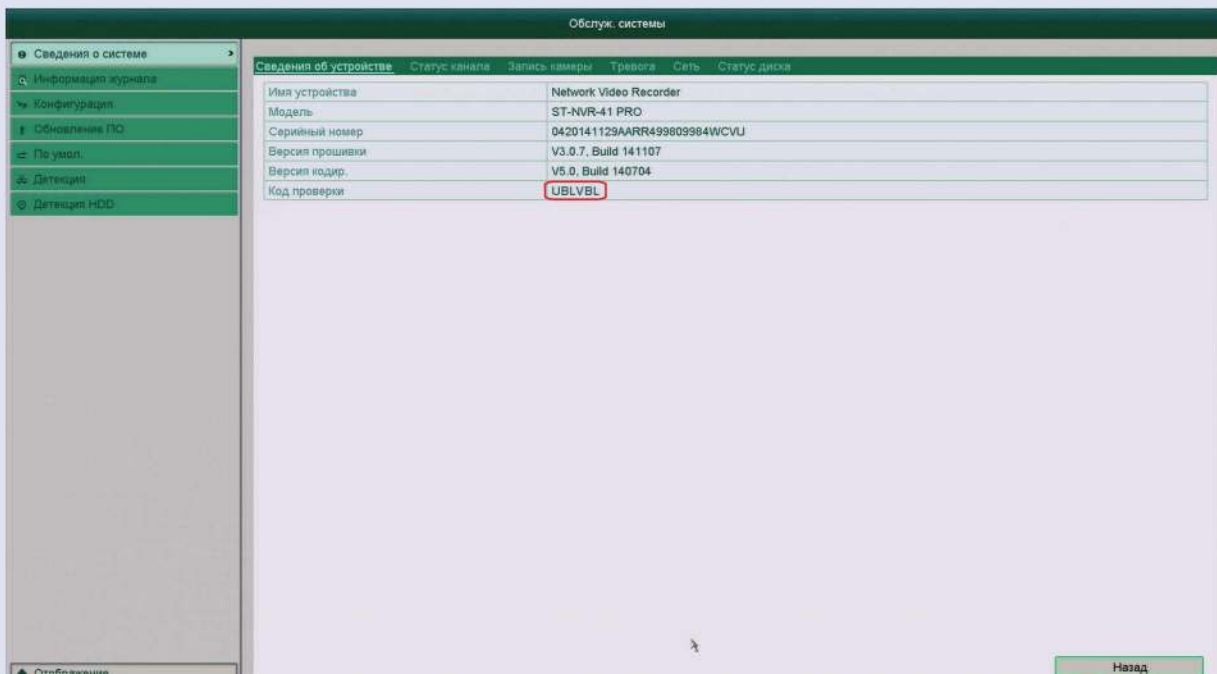 Обслуж. системы
Сведения о системе
Информация журнала
Конфигурация
Обновление ПО
По умол.
Детекция
Детекция HDD
Отображение
Сведения об устройстве Статус канала Запись камеры Тревога Сеть Статус диска
Имя устройства Network Video Recorder
Модель ST-NVR-41 PRO
Серийный номер 0420141129AARR499809984WCVU
Версия прошивки V3.0.7, Build 141107
Версия кодир. V5.0, Build 140704
Код проверки UBLVBL
Назад